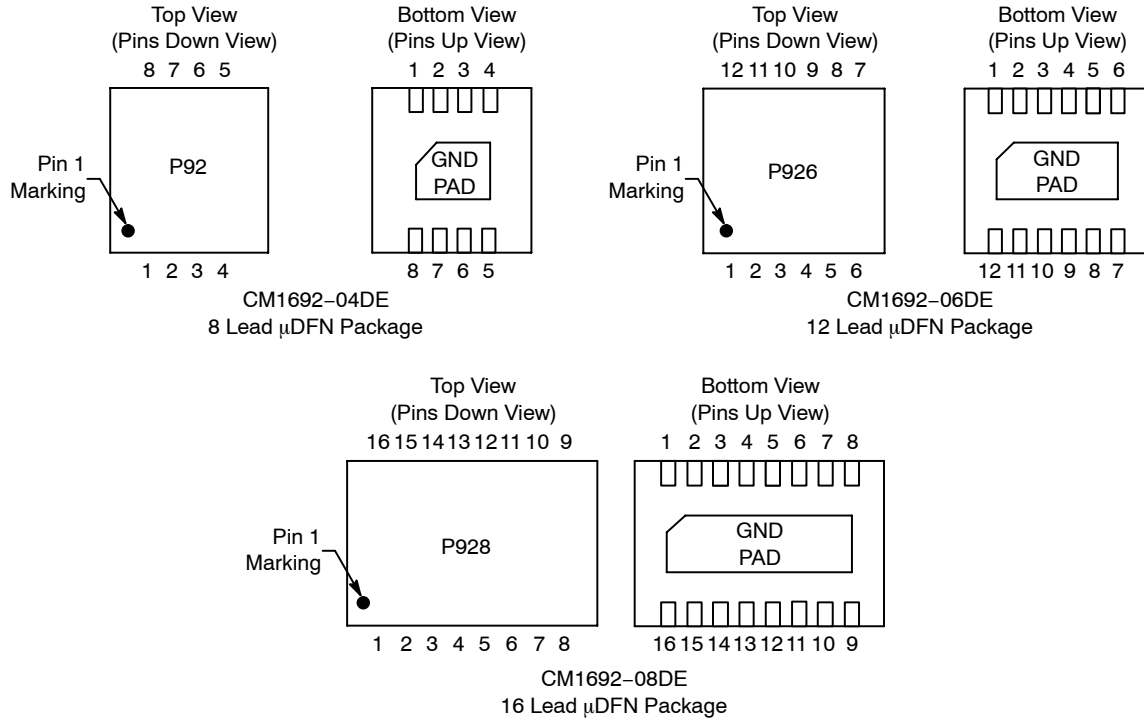 Top View
(Pins Down View)
8 7 6 5
Pin 1
Marking
P92
1 2 3 4
Bottom View
(Pins Up View)
1 2 3 4
GND
PAD
8 7 6 5
CM1692−04DE
8 Lead μDFN Package
Top View
(Pins Down View)
12 11 10 9 8 7
Pin 1
Marking
P926
1 2 3 4 5 6
Bottom View
(Pins Up View)
1 2 3 4 5 6
GND
PAD
12 11 10 9 8 7
CM1692−06DE
12 Lead μDFN Package
Top View
(Pins Down View)
16 15 14 13 12 11 10 9
Pin 1
Marking
P928
1 2 3 4 5 6 7 8
Bottom View
(Pins Up View)
1 2 3 4 5 6 7 8
GND
PAD
16 15 14 13 12 11 10 9
CM1692−08DE
16 Lead μDFN Package